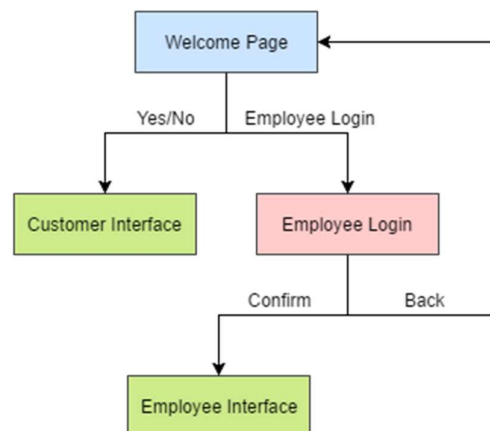 Welcome Page
Yes/No
Employee Login
Customer Interface
Employee Login
Confirm
Back
Employee Interface